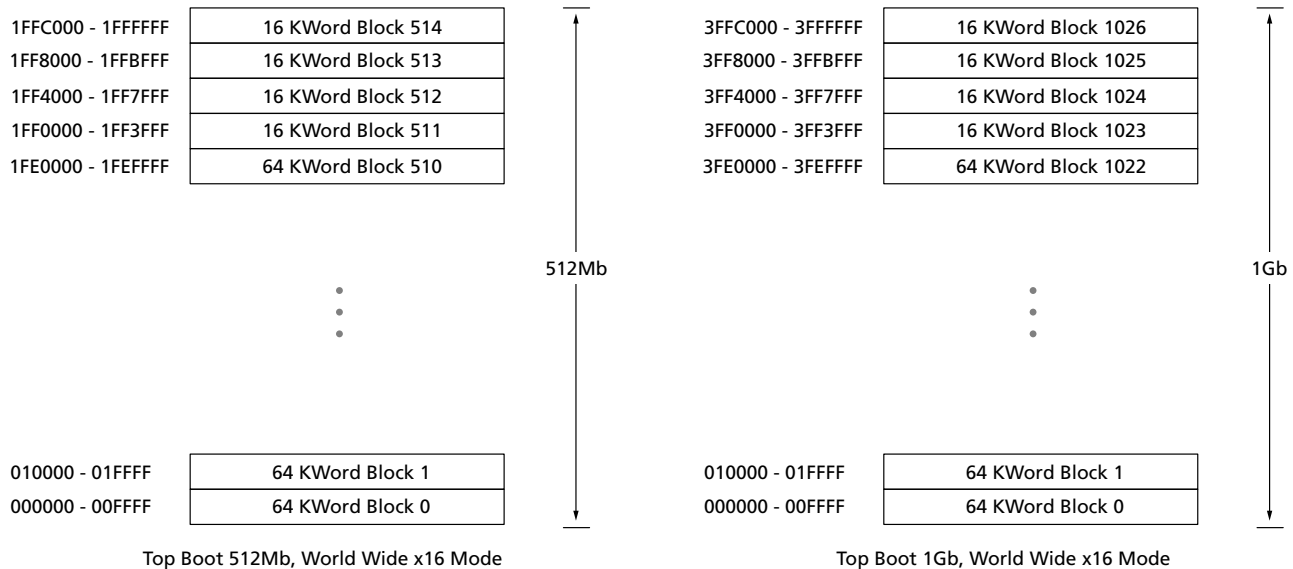 1FFC000 - 1FFFFFF 16 KWord Block 514
1FF8000 - 1FFBFFF 16 KWord Block 513
1FF4000 - 1FF7FFF 16 KWord Block 512
1FF0000 - 1FF3FFF 16 KWord Block 511
1FE0000 - 1FEFFFF 64 KWord Block 510
512Mb
010000 - 01FFFF 64 KWord Block 1
000000 - 00FFFF 64 KWord Block 0
Top Boot 512Mb, World Wide x16 Mode
3FFC000 - 3FFFFFF 16 KWord Block 1026
3FF8000 - 3FFBFFF 16 KWord Block 1025
3FF4000 - 3FF7FFF 16 KWord Block 1024
3FF0000 - 3FF3FFF 16 KWord Block 1023
3FE0000 - 3FEFFFF 64 KWord Block 1022
1Gb
010000 - 01FFFF 64 KWord Block 1
000000 - 00FFFF 64 KWord Block 0
Top Boot 1Gb, World Wide x16 Mode